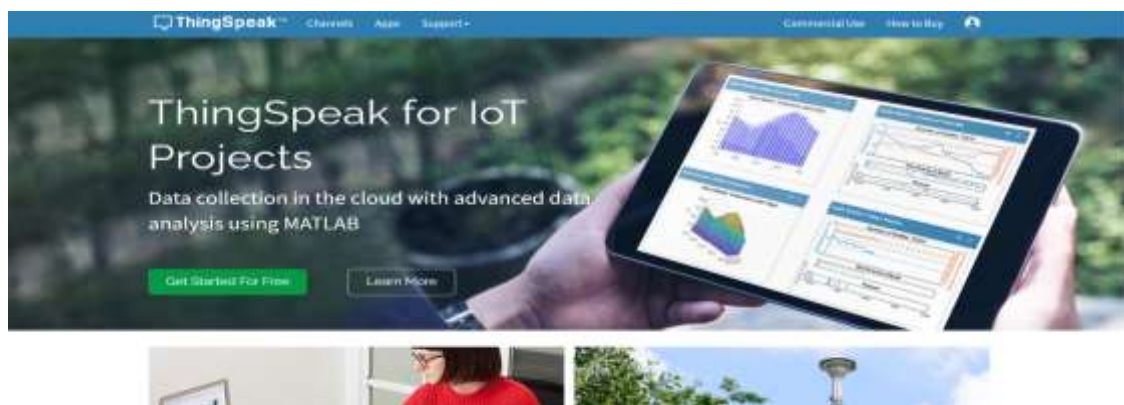 ThingSpeak™ Channels Apps Support Commercial Use How to Buy
ThingSpeak for IoT
Projects
Data collection in the cloud with advanced data
analysis using MATLAB
Get Started For Free Learn More